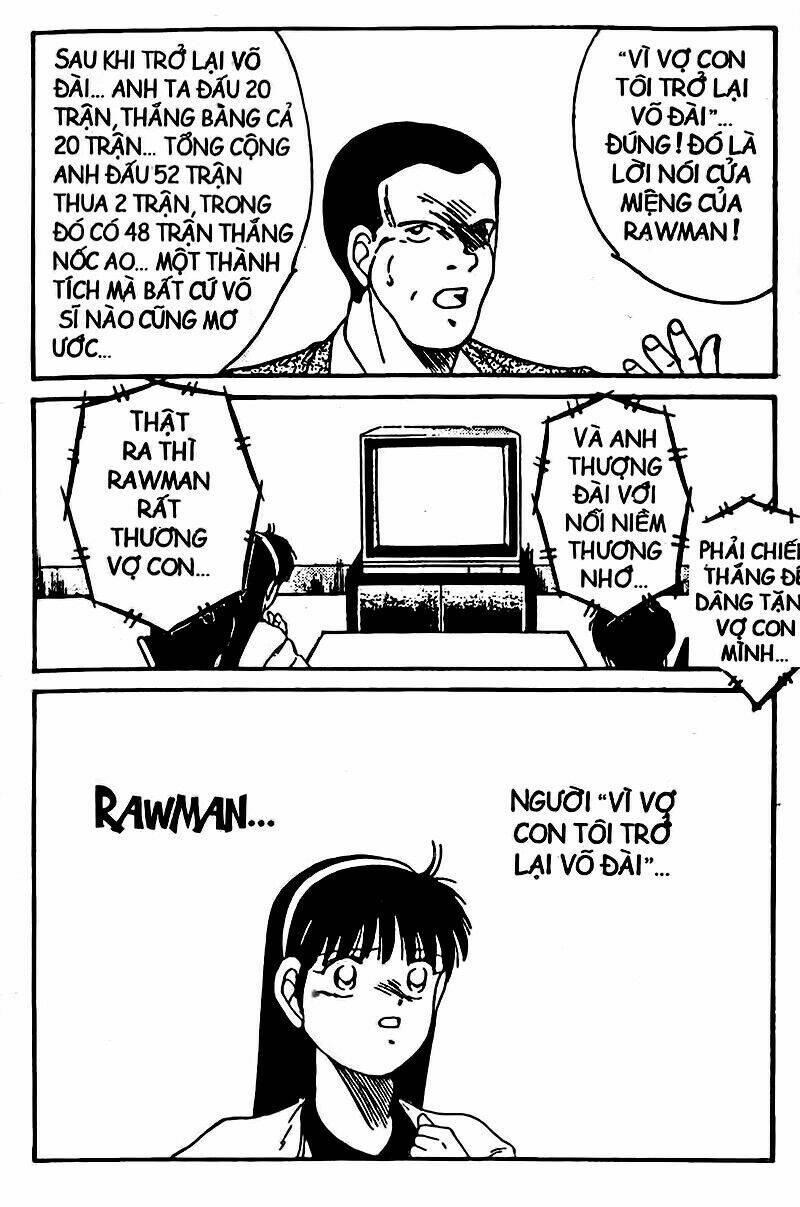 "VÌ VỢ CON
TÔI TRỞ LẠI
VÕ ĐÀI"...
ĐÚNG! ĐÓ LÀ
LỜI NÓI CỬA
MIỆNG CỦA
RAWMAN!
SAU KHI TRỞ LẠI VÕ
ĐÀI... ANH TA ĐẤU 20
TRẬN, THẮNG BẰNG CẢ
20 TRẬN... TỔNG CỘNG
ANH ĐẤU 52 TRẬN
THUA 2 TRẬN, TRONG
ĐÓ CÓ 48 TRẬN THẮNG
NỐC AO... MỘT THÀNH
TÍCH MÀ BẤT CỨ VÕ
SĨ NÀO CŨNG MƠ
ƯỚC...
THẬT
RA THÌ
RAWMAN
RẤT
THƯƠNG
VỢ CON...
VÀ ANH
THƯỢNG
ĐÀI VỚI
NỖI NIỀM
THƯƠNG
NHỚ...
PHẢI CHIẾN
THẮNG ĐỂ
DÂNG TẶNG
VỢ CON
MÌNH...
NGƯỜI "VÌ VỢ
CON TÔI TRỞ
LẠI VÕ ĐÀI"...
RAWMAN...